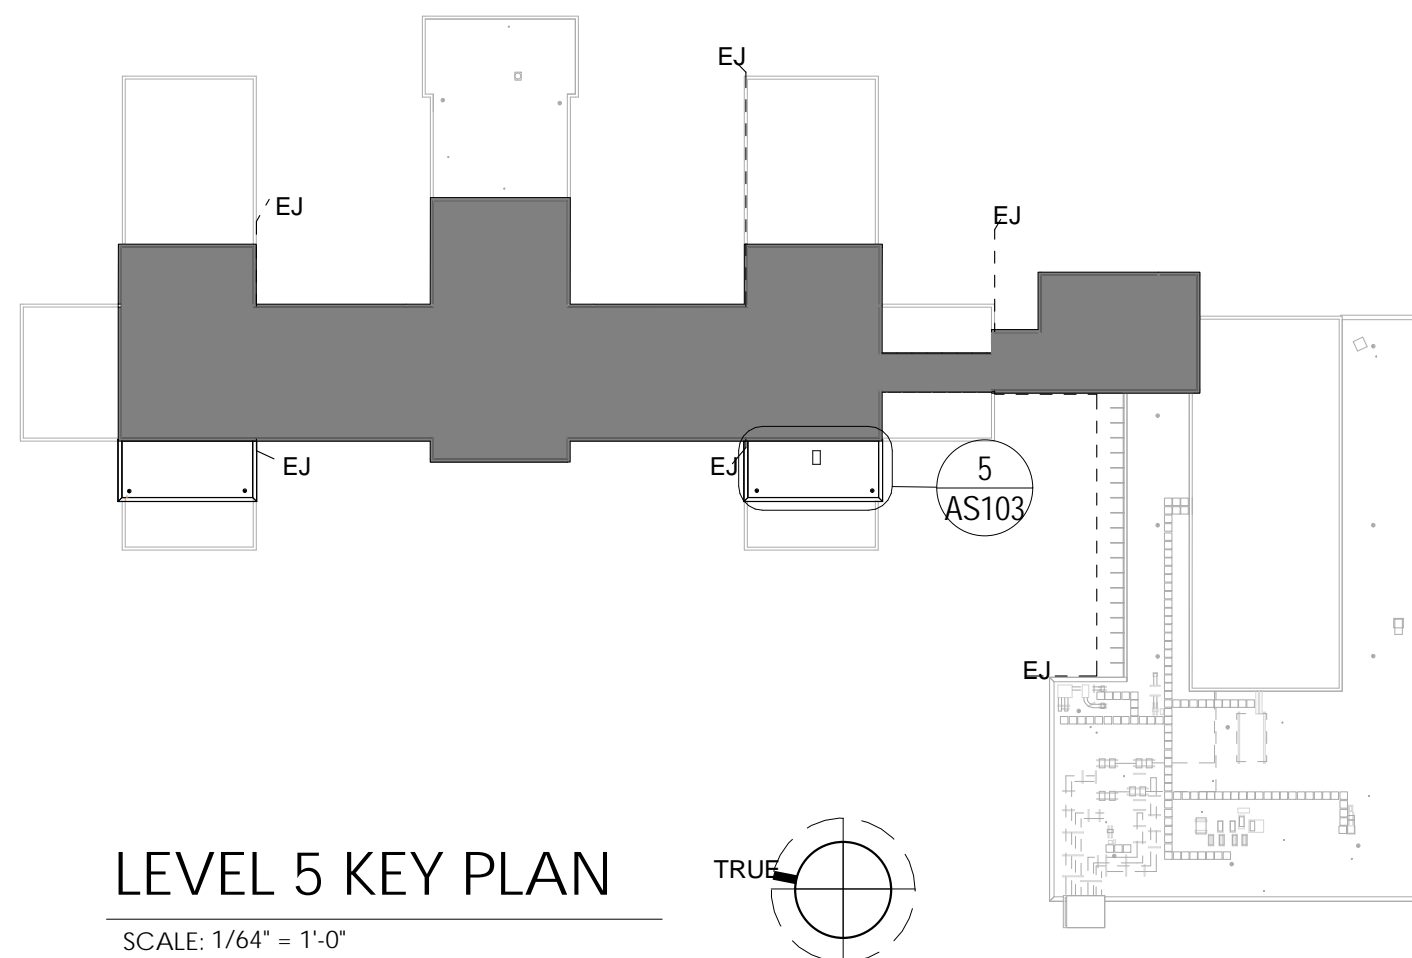 EJ
EJ
EJ
EJ
EJ
5
AS103
EJ
LEVEL 5 KEY PLAN
SCALE: 1/64" = 1'-0"
TRUE